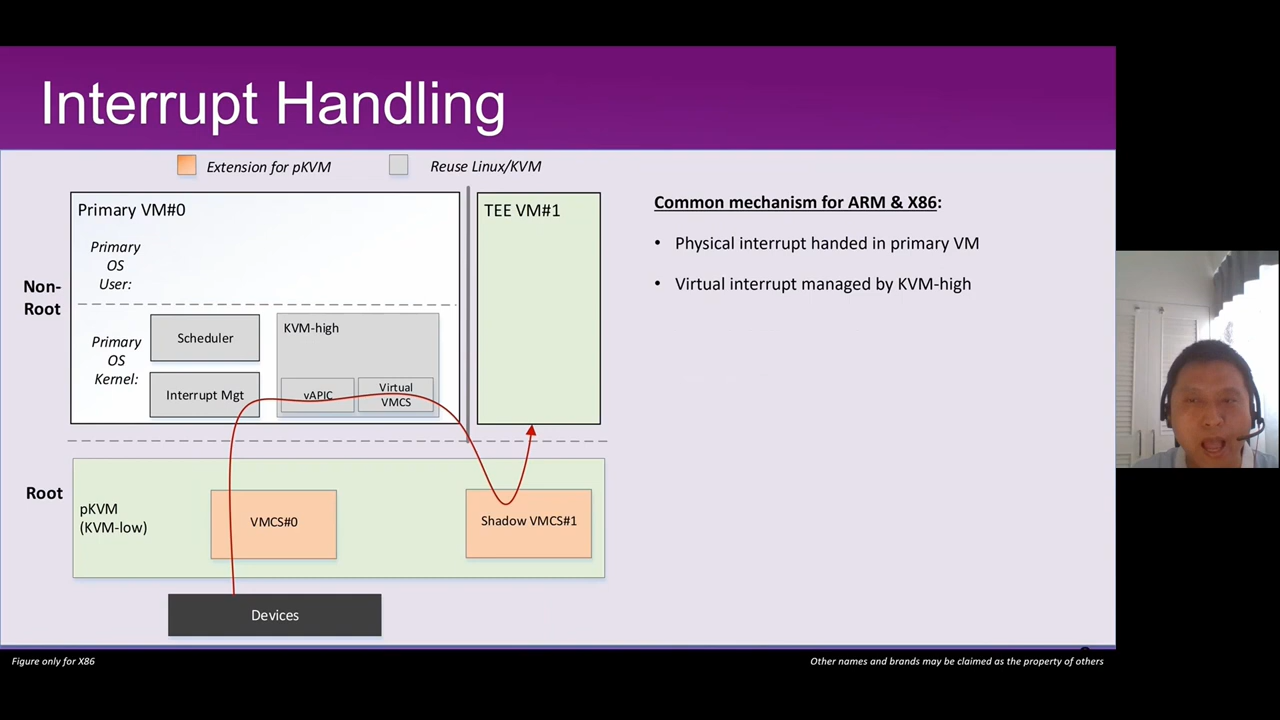 Interrupt Handling
Extension for pKVM
Reuse Linux/KVM
Primary VM#0
TEE VM#1
Primary
OS
User:
Non-
Root
Primary
OS
Kernel:
Scheduler
Interrupt Mgt
KVM-high
vAPIC
Virtual
VMCS
Root
pKVM
(KVM-low)
VMCS#0
Shadow VMCS#1
Devices
Common mechanism for ARM & X86:
• Physical interrupt handed in primary VM
• Virtual interrupt managed by KVM-high
Figure only for X86
Other names and brands may be claimed as the property of others